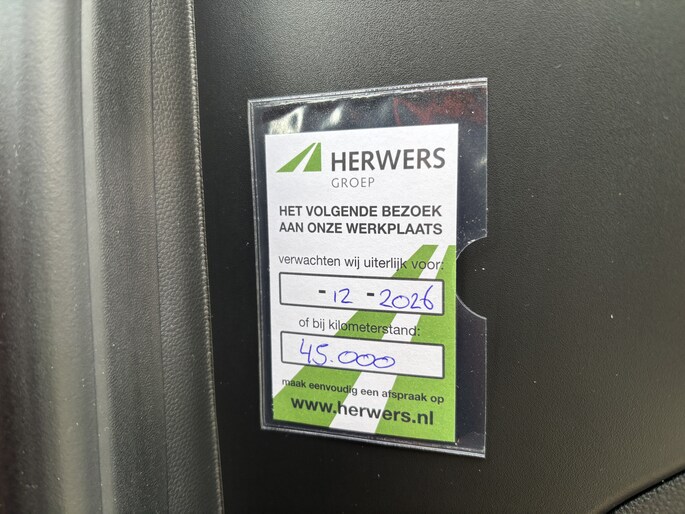 HERWERS
GROEP
HET VOLGENDE BEZOEK
AAN ONZE WERKPLAATS
verwachten wij uiterlijk voor:
-12 -2026
of bij kilometerstand:
45.000
maak eenvoudig een afspraak op
www.herwers.nl